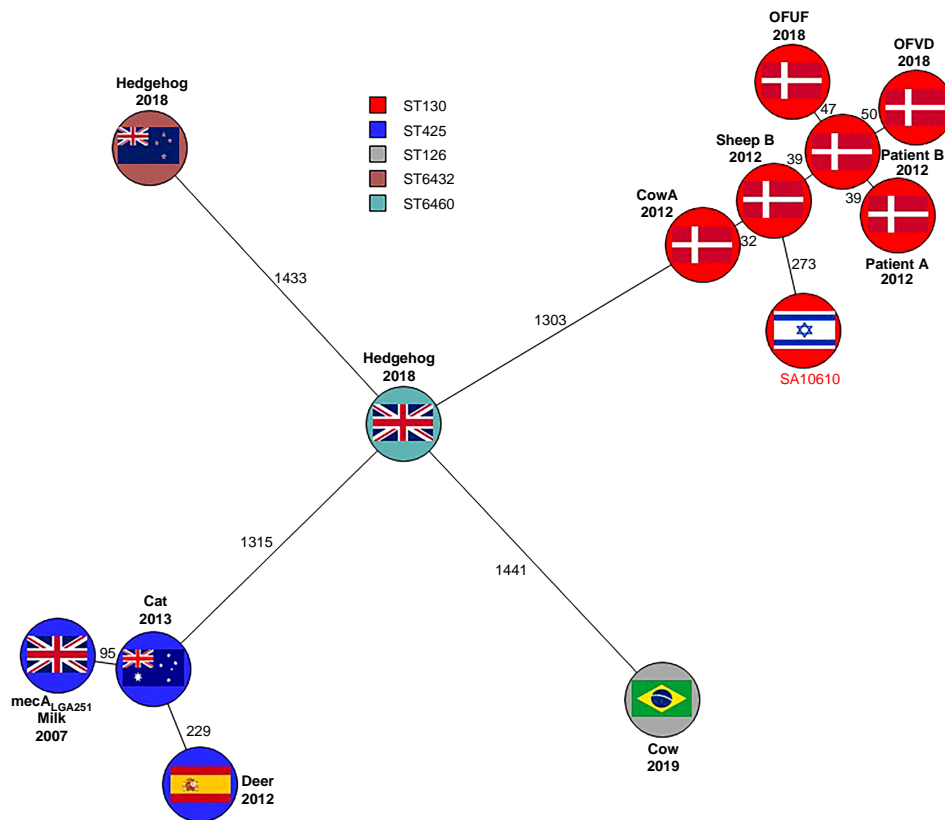 OFUF
2018
OFVD
2018
Hedgehog
2018
ST130
ST425
ST126
ST6432
ST6460
47
50
Sheep B
2012
39
Patient B
2012
CowA
2012
39
32
Patient A
2012
273
1433
1303
SA10610
Hedgehog
2018
1315
1441
Cat
2013
95
mecALGA251
Milk
2007
229
Deer
2012
Cow
2019